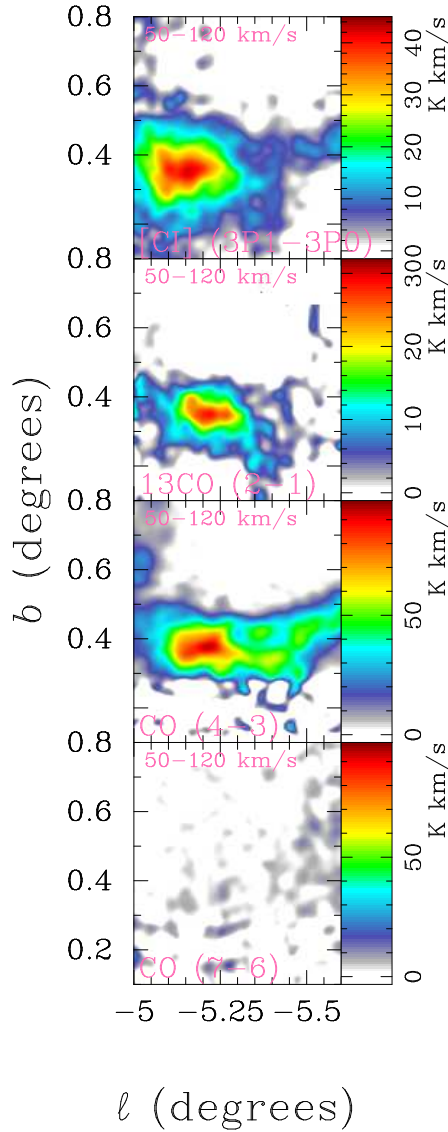 0.8
50−120 km/s
0.6
0.4
[CI] (3P1−3P0)
10 20 30 40
K km/s
0.8
50−120 km/s
0.6
0.4
13CO (2−1)
0 10 20 300
K km/s
0.8
50−120 km/s
0.6
0.4
CO (4−3)
0 50
K km/s
0.8
50−120 km/s
0.6
0.4
0.2
CO (7−6)
0 50
K km/s
b (degrees)
−5 −5.25 −5.5
ℓ (degrees)